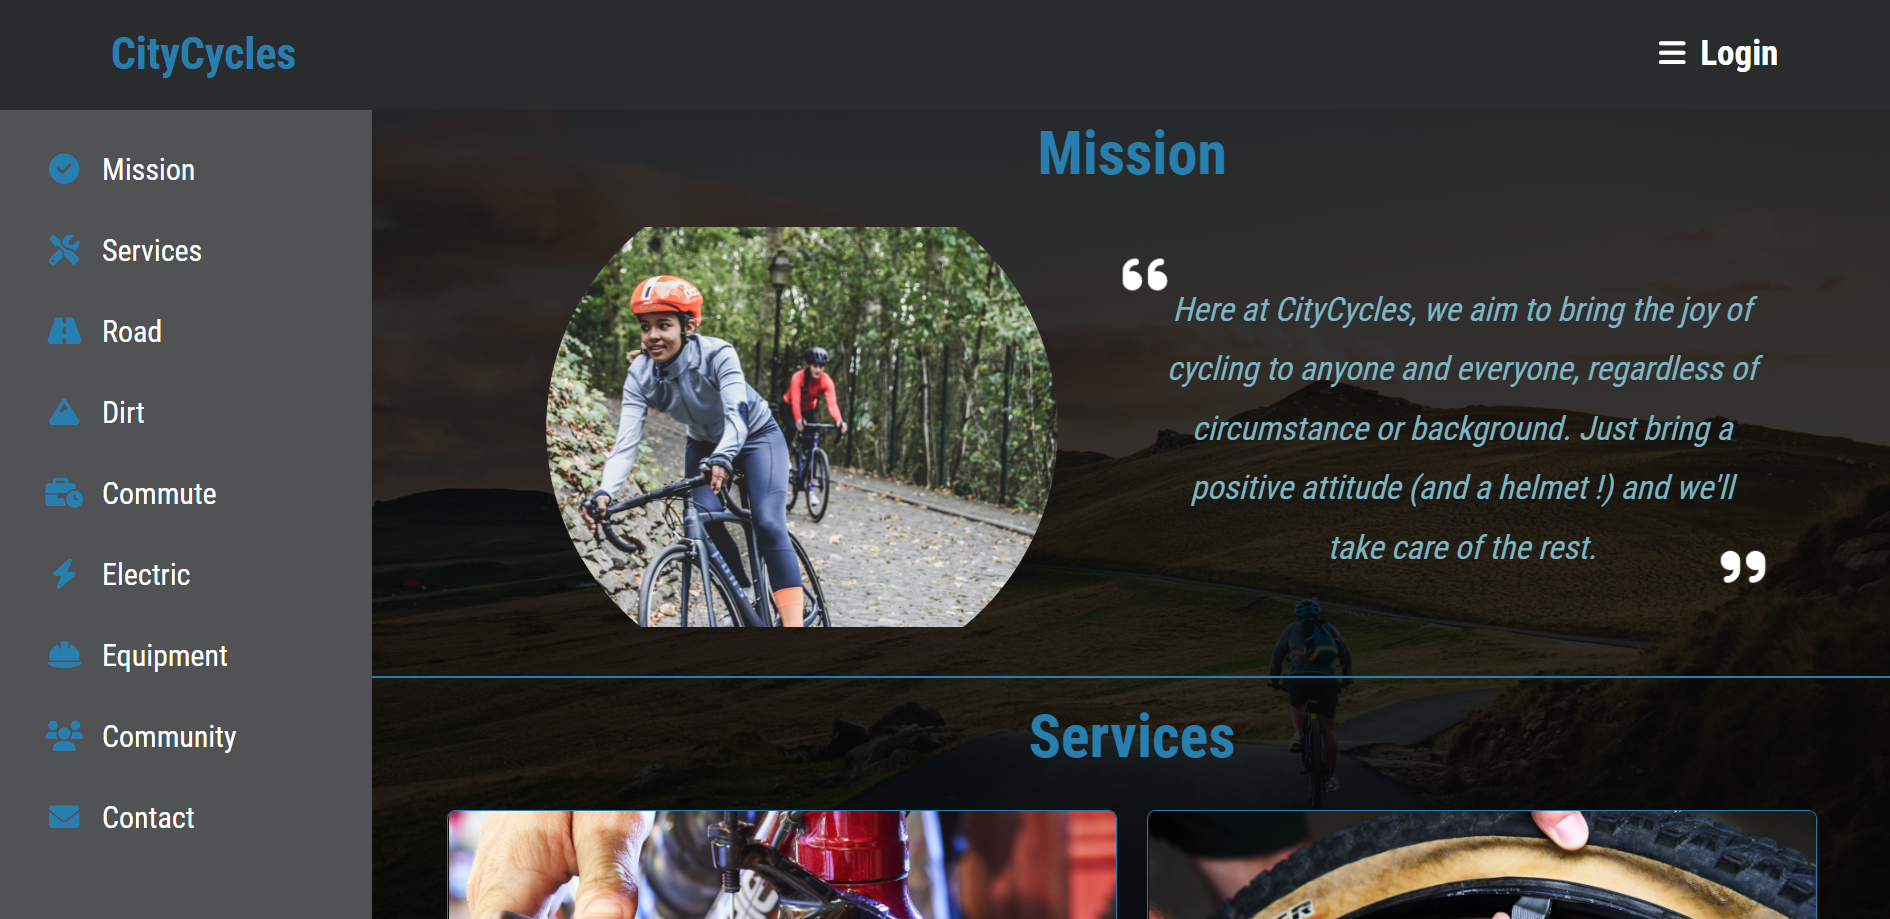 CityCycles
Login
Mission
Services
Road
Dirt
Commute
Electric
Equipment
Community
Contact
Mission
“
Here at CityCycles, we aim to bring the joy of
cycling to anyone and everyone, regardless of
circumstance or background. Just bring a
positive attitude (and a helmet !) and we'll
take care of the rest.
”
Services